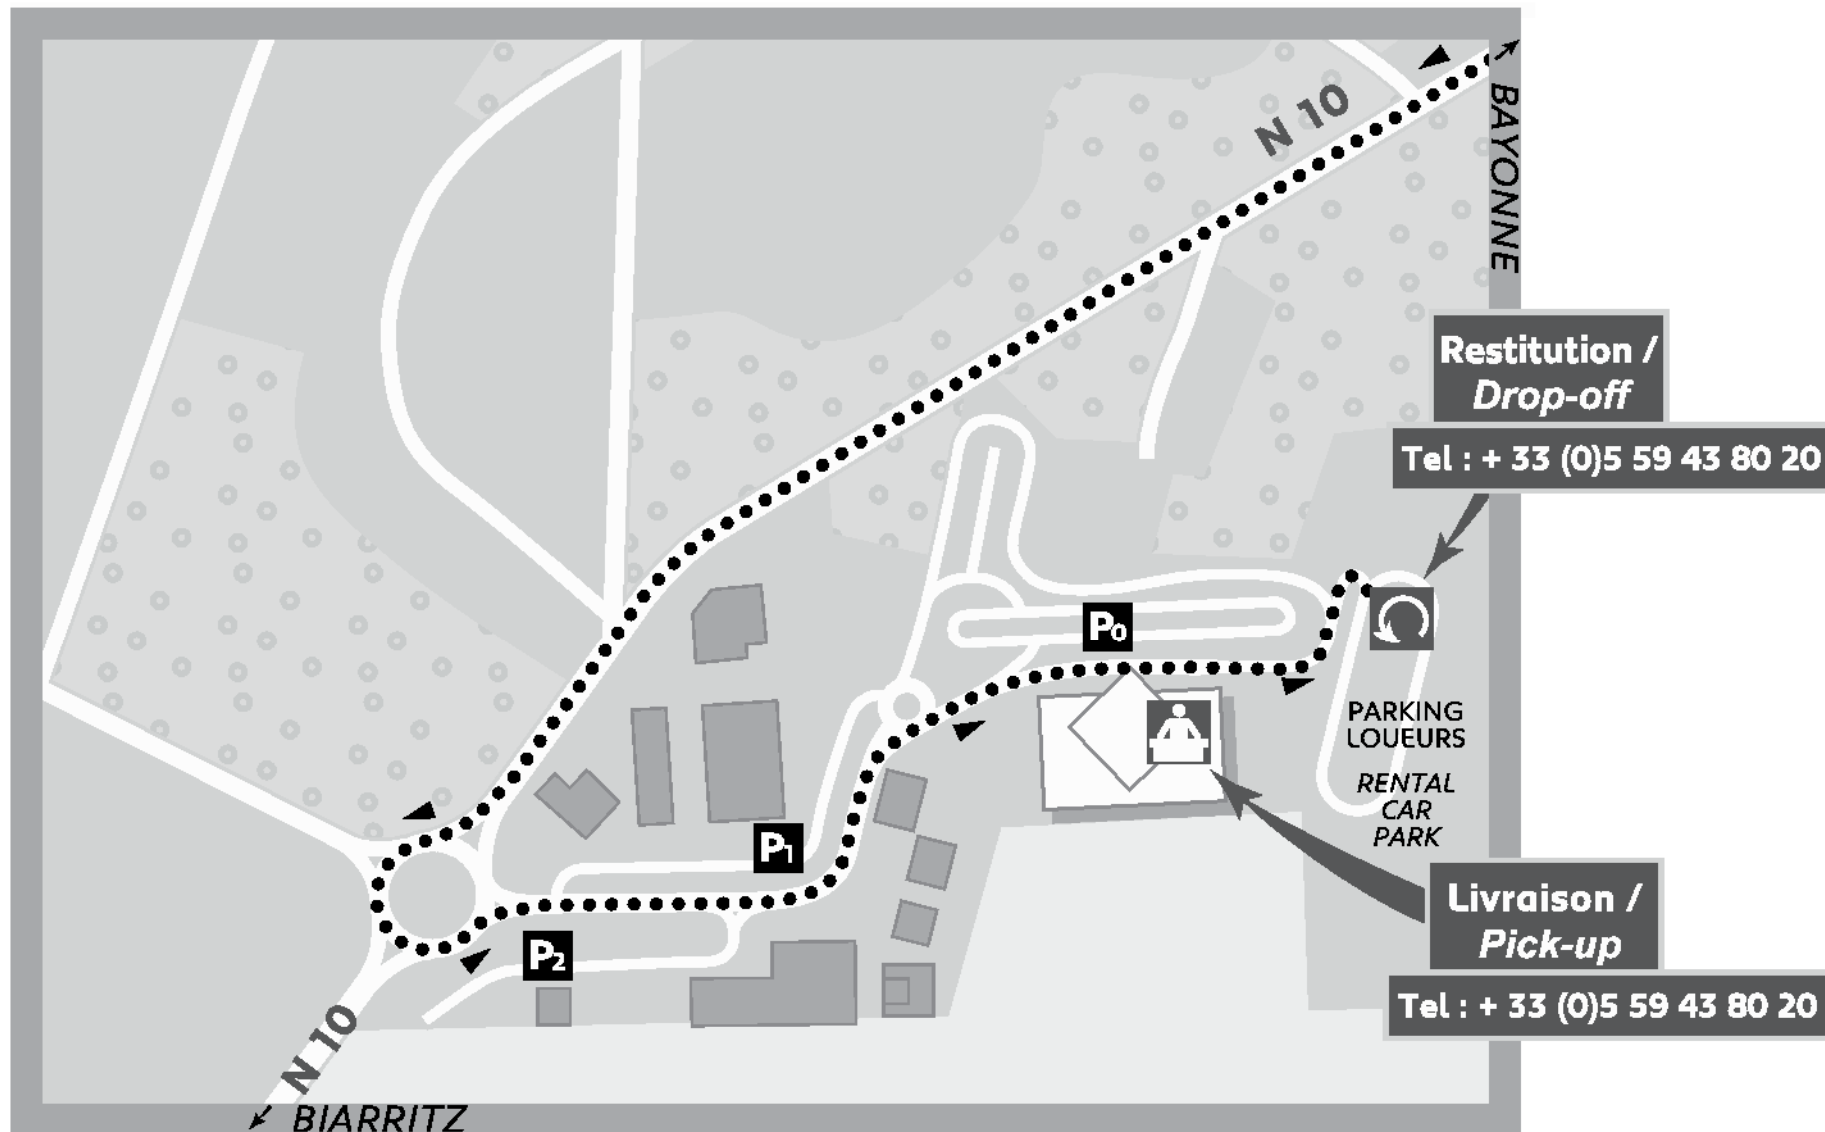 N 10
BAYONNE
Restitution /
Drop-off
Tel : + 33 (0)5 59 43 80 20
P0
PARKING
LOUEURS
RENTAL
CAR
PARK
P1
P2
Livraison /
Pick-up
Tel : + 33 (0)5 59 43 80 20
N 10
BIARRITZ